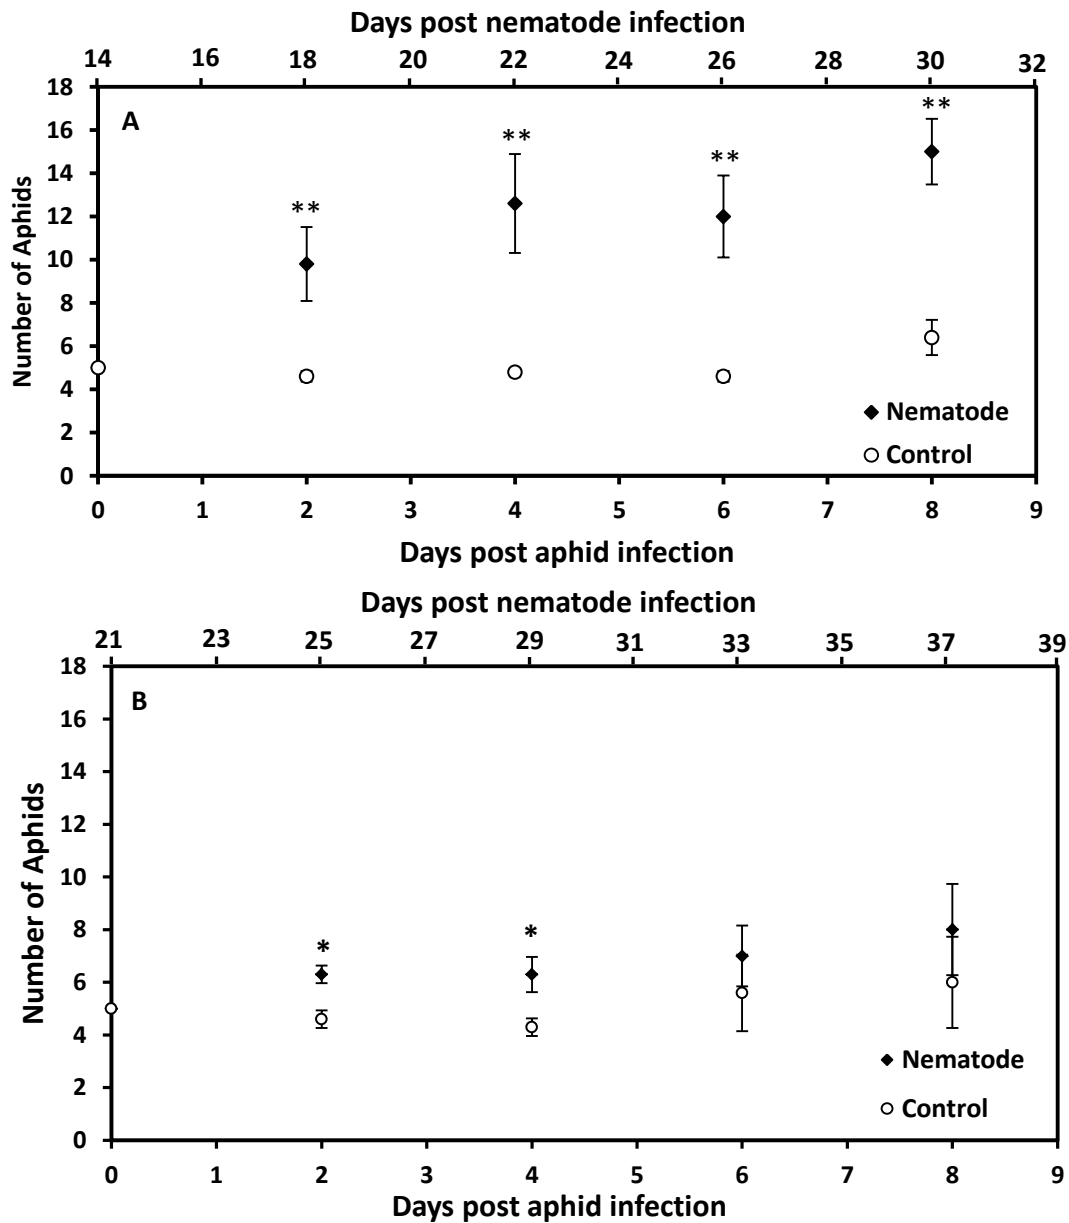 Days post nematode infection
14 16 18 20 22 24 26 28 30 32
18
A
**
**
**
**
16
14
12
10
8
6
4
2
0
Number of Aphids
Nematode
Control
0 1 2 3 4 5 6 7 8 9
Days post aphid infection
Days post nematode infection
21 23 25 27 29 31 33 35 37 39
18
B
16
14
12
10
8
6
4
2
0
Number of Aphids
*
*
Nematode
Control
0 1 2 3 4 5 6 7 8 9
Days post aphid infection